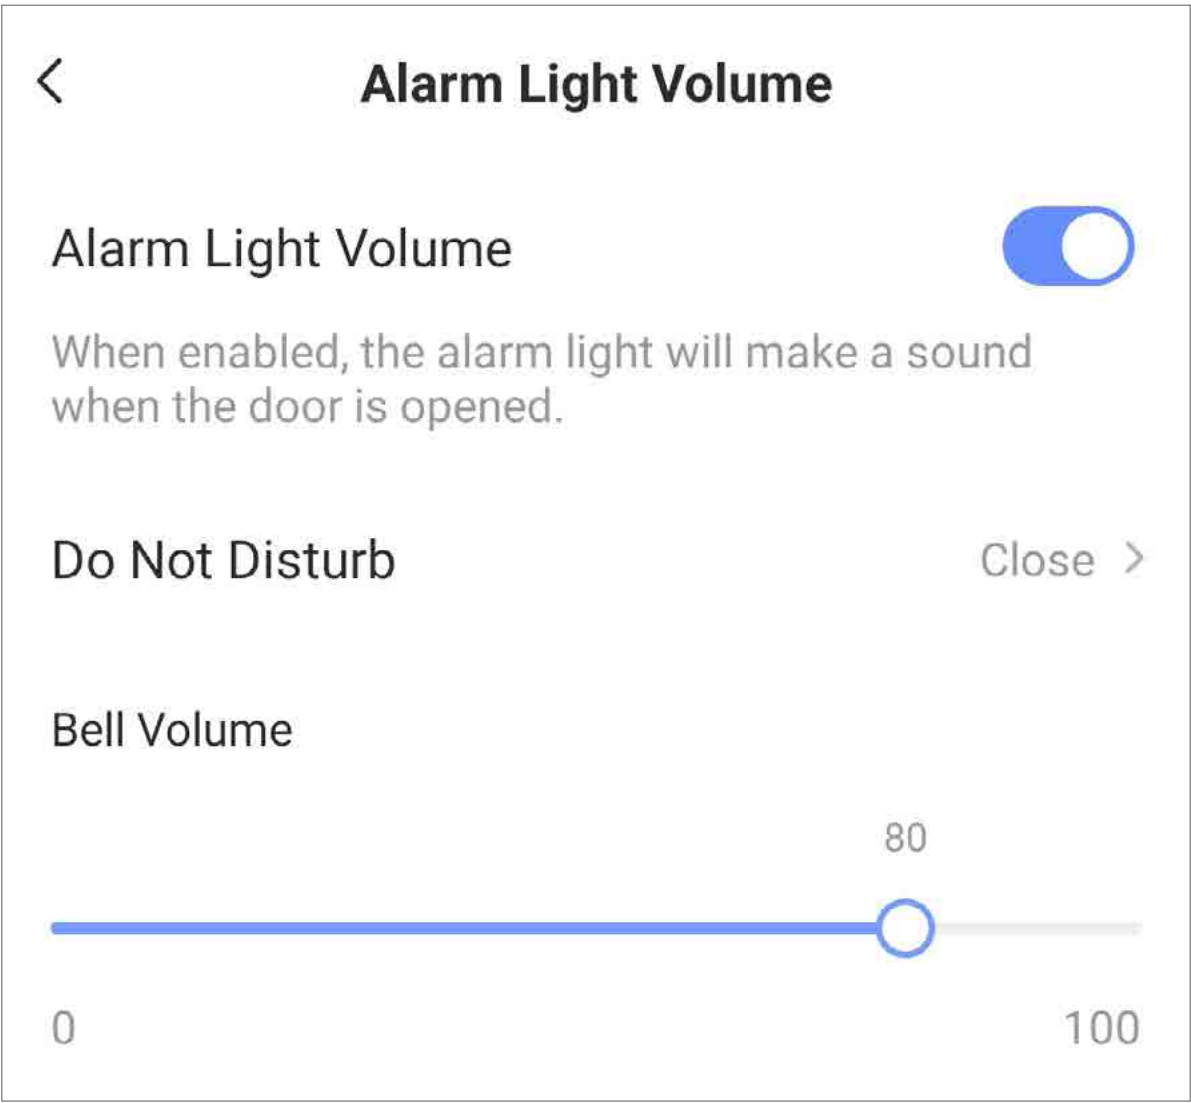 Alarm Light Volume
Alarm Light Volume
When enabled, the alarm light will make a sound
when the door is opened.
Do Not Disturb Close
Bell Volume
80
0 100